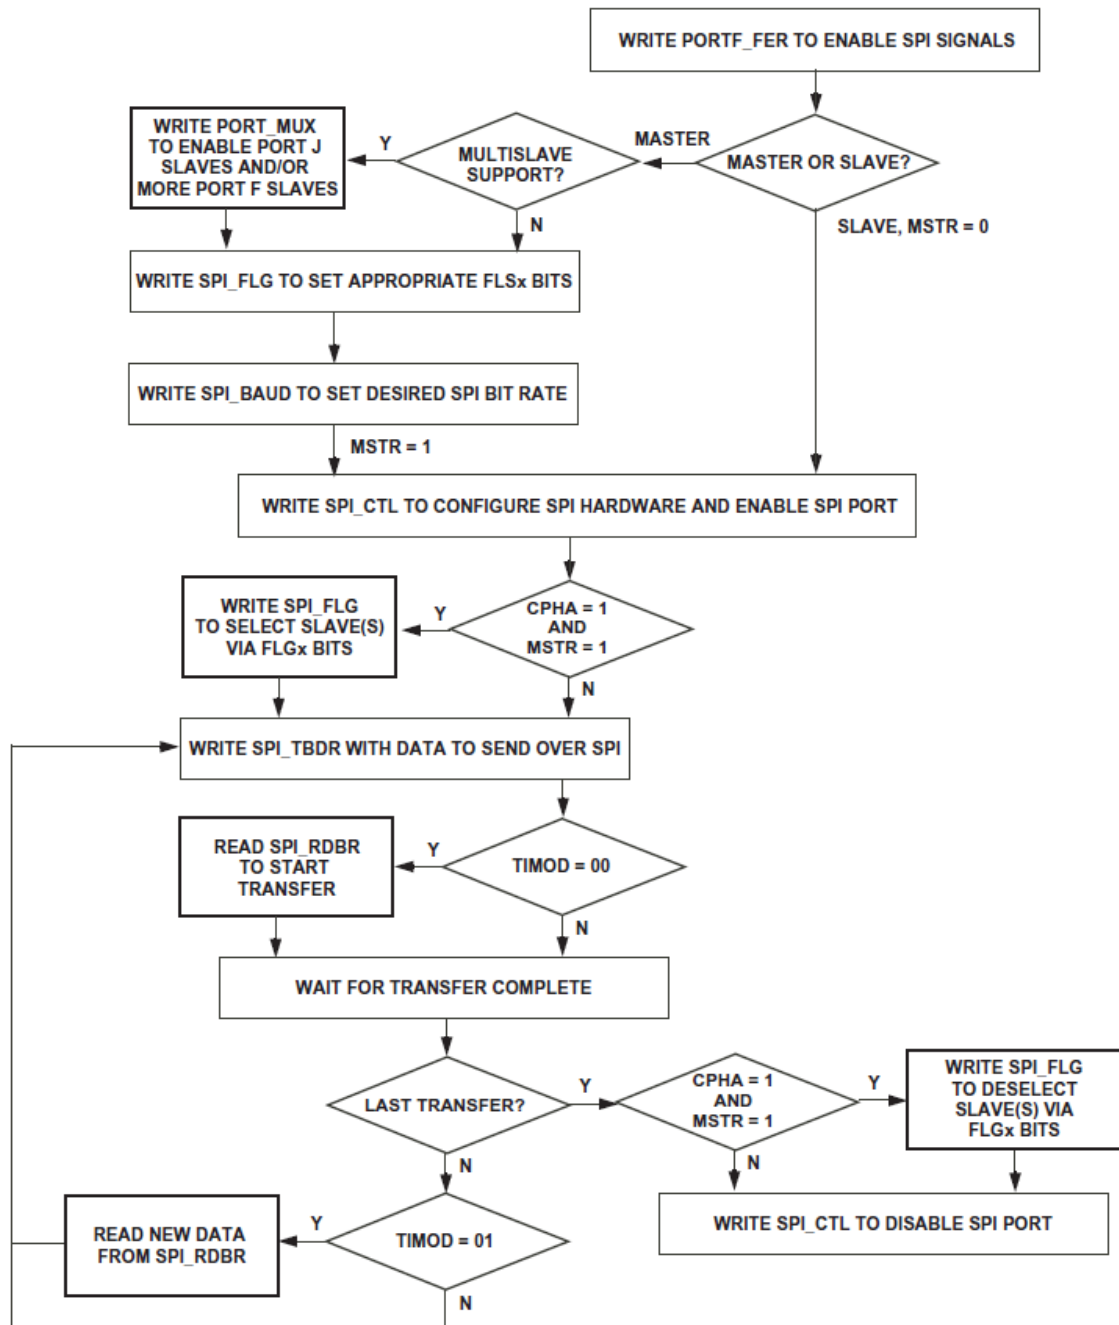 WRITE PORTF_FER TO ENABLE SPI SIGNALS
MASTER OR SLAVE?
MASTER
SLAVE, MSTR = 0
MULTISLAVE
SUPPORT?
Y
N
WRITE PORT_MUX
TO ENABLE PORT J
SLAVES AND/OR
MORE PORT F SLAVES
WRITE SPI_FLG TO SET APPROPRIATE FLSx BITS
WRITE SPI_BAUD TO SET DESIRED SPI BIT RATE
MSTR = 1
WRITE SPI_CTL TO CONFIGURE SPI HARDWARE AND ENABLE SPI PORT
CPHA = 1
AND
MSTR = 1
Y
N
WRITE SPI_FLG
TO SELECT SLAVE(S)
VIA FLGx BITS
WRITE SPI_TBDR WITH DATA TO SEND OVER SPI
TIMOD = 00
Y
N
READ SPI_RDBR
TO START
TRANSFER
WAIT FOR TRANSFER COMPLETE
LAST TRANSFER?
Y
N
CPHA = 1
AND
MSTR = 1
Y
N
WRITE SPI_FLG
TO DESELECT
SLAVE(S) VIA
FLGx BITS
WRITE SPI_CTL TO DISABLE SPI PORT
TIMOD = 01
Y
N
READ NEW DATA
FROM SPI_RDBR